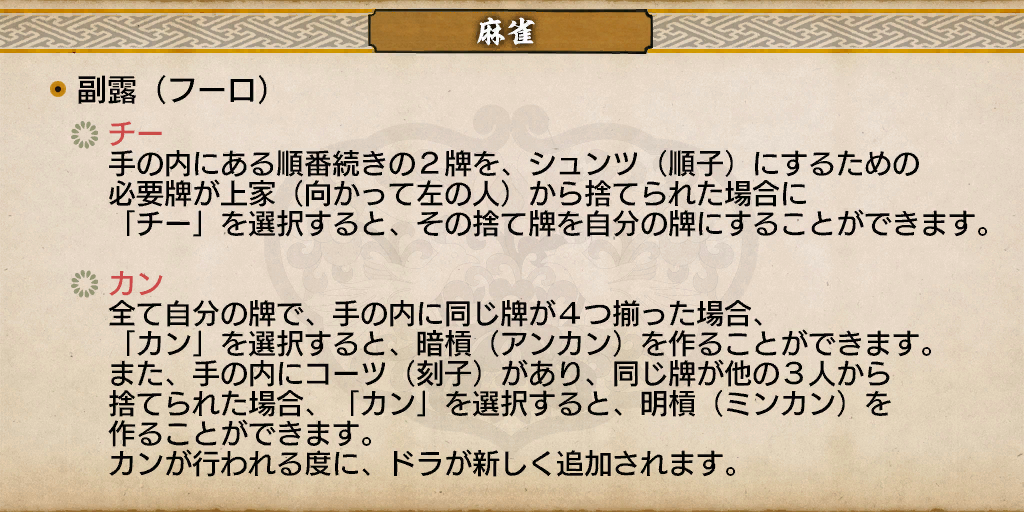 麻雀
副露（フーロ）
チー
手の内にある順番続きの２牌を、シュンツ（順子）にするための
必要牌が上家（向かって左の人）から捨てられた場合に
「チー」を選択すると、その捨て牌を自分の牌にすることができます。
カン
全て自分の牌で、手の内に同じ牌が４つ揃った場合、
「カン」を選択すると、暗槓（アンカン）を作ることができます。
また、手の内にコーツ（刻子）があり、同じ牌が他の３人から
捨てられた場合、「カン」を選択すると、明槓（ミンカン）を
作ることができます。
カンが行われる度に、ドラが新しく追加されます。